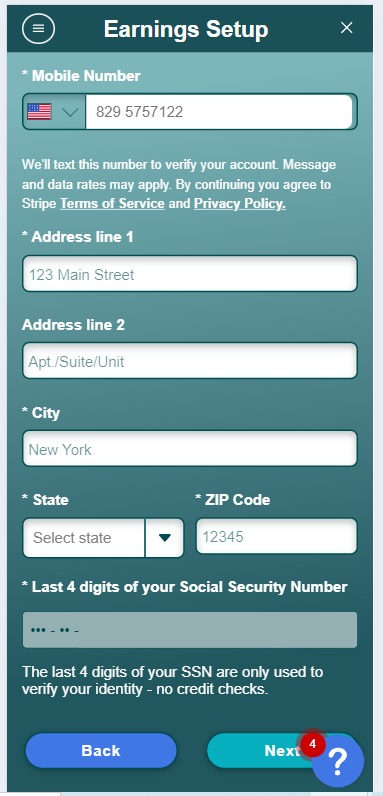 Earnings Setup
* Mobile Number
829 5757122
We'll text this number to verify your account. Message
and data rates may apply. By continuing you agree to
Stripe Terms of Service and Privacy Policy.
* Address line 1
123 Main Street
Address line 2
Apt./Suite/Unit
* City
New York
* State * ZIP Code
Select state 12345
* Last 4 digits of your Social Security Number
••• - •• -
The last 4 digits of your SSN are only used to
verify your identity - no credit checks.
Back Next 4 ?